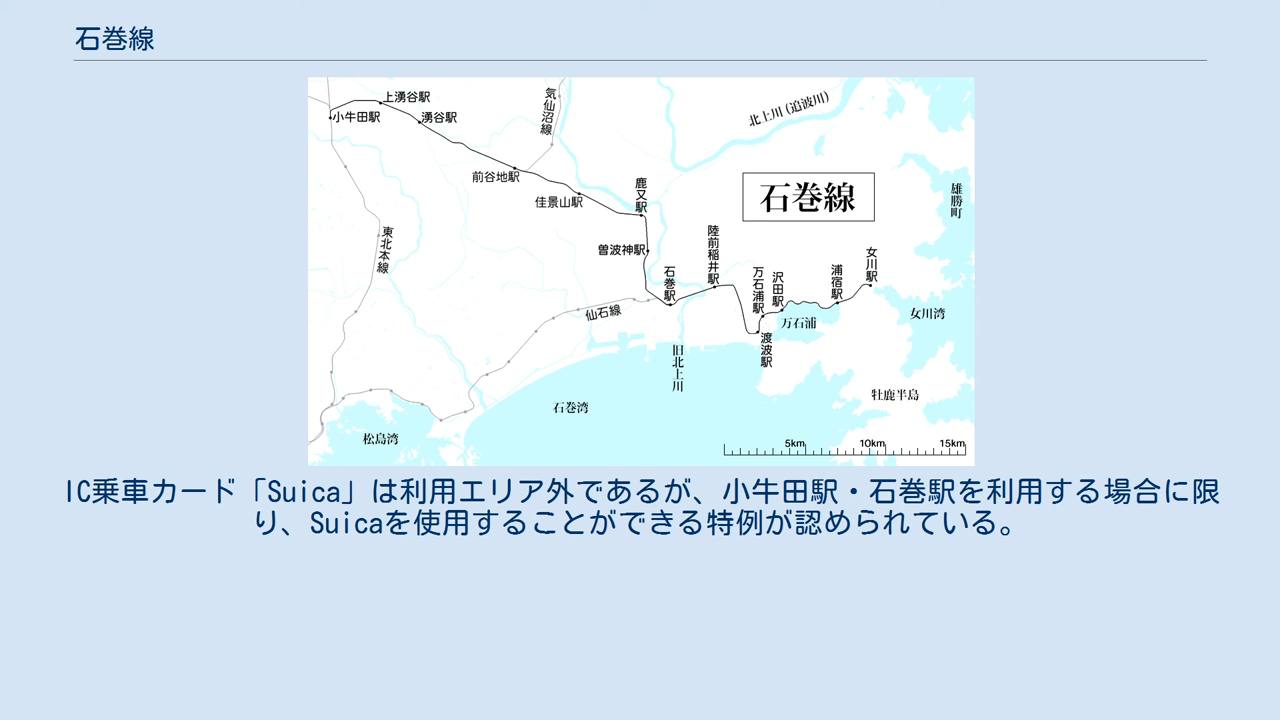 石巻線
上湧谷駅
小牛田駅
湧谷駅
気仙沼線
北上川（追波川）
前谷地駅
佳景山駅
鹿又駅
石巻線
雄勝町
東北本線
曽波神駅
石巻駅
陸前稲井駅
万石浦駅
沢田駅
浦宿駅
女川駅
仙石線
万石浦
女川湾
渡波駅
旧北上川
石巻湾
牡鹿半島
松島湾
5km
10km
15km
IC乗車カード「Suica」は利用エリア外であるが、小牛田駅・石巻駅を利用する場合に限
り、Suicaを使用することができる特例が認められている。